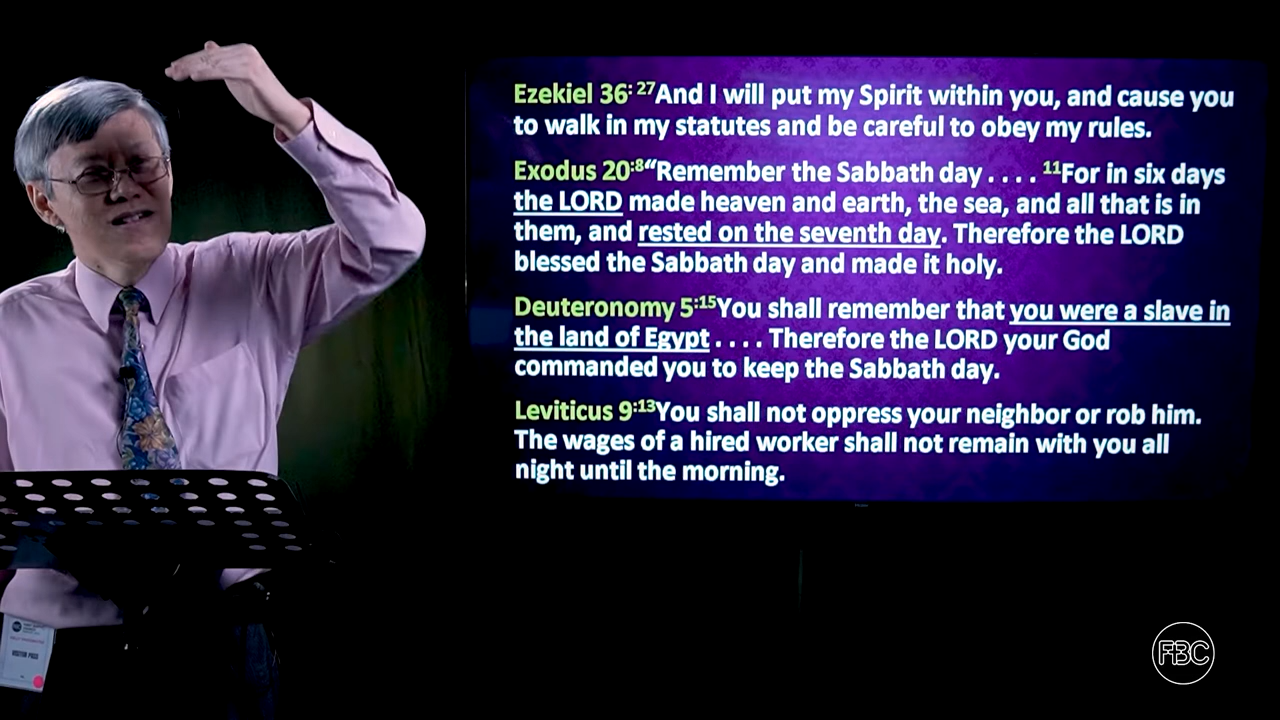 Ezekiel 36:27And I will put my Spirit within you, and cause you
to walk in my statutes and be careful to obey my rules.
Exodus 20:8“Remember the Sabbath day . . . . 11For in six days
the LORD made heaven and earth, the sea, and all that is in
them, and rested on the seventh day. Therefore the LORD
blessed the Sabbath day and made it holy.
Deuteronomy 5:15You shall remember that you were a slave in
the land of Egypt . . . . Therefore the LORD your God
commanded you to keep the Sabbath day.
Leviticus 9:13You shall not oppress your neighbor or rob him.
The wages of a hired worker shall not remain with you all
night until the morning.
VISITOR PASS
FBC